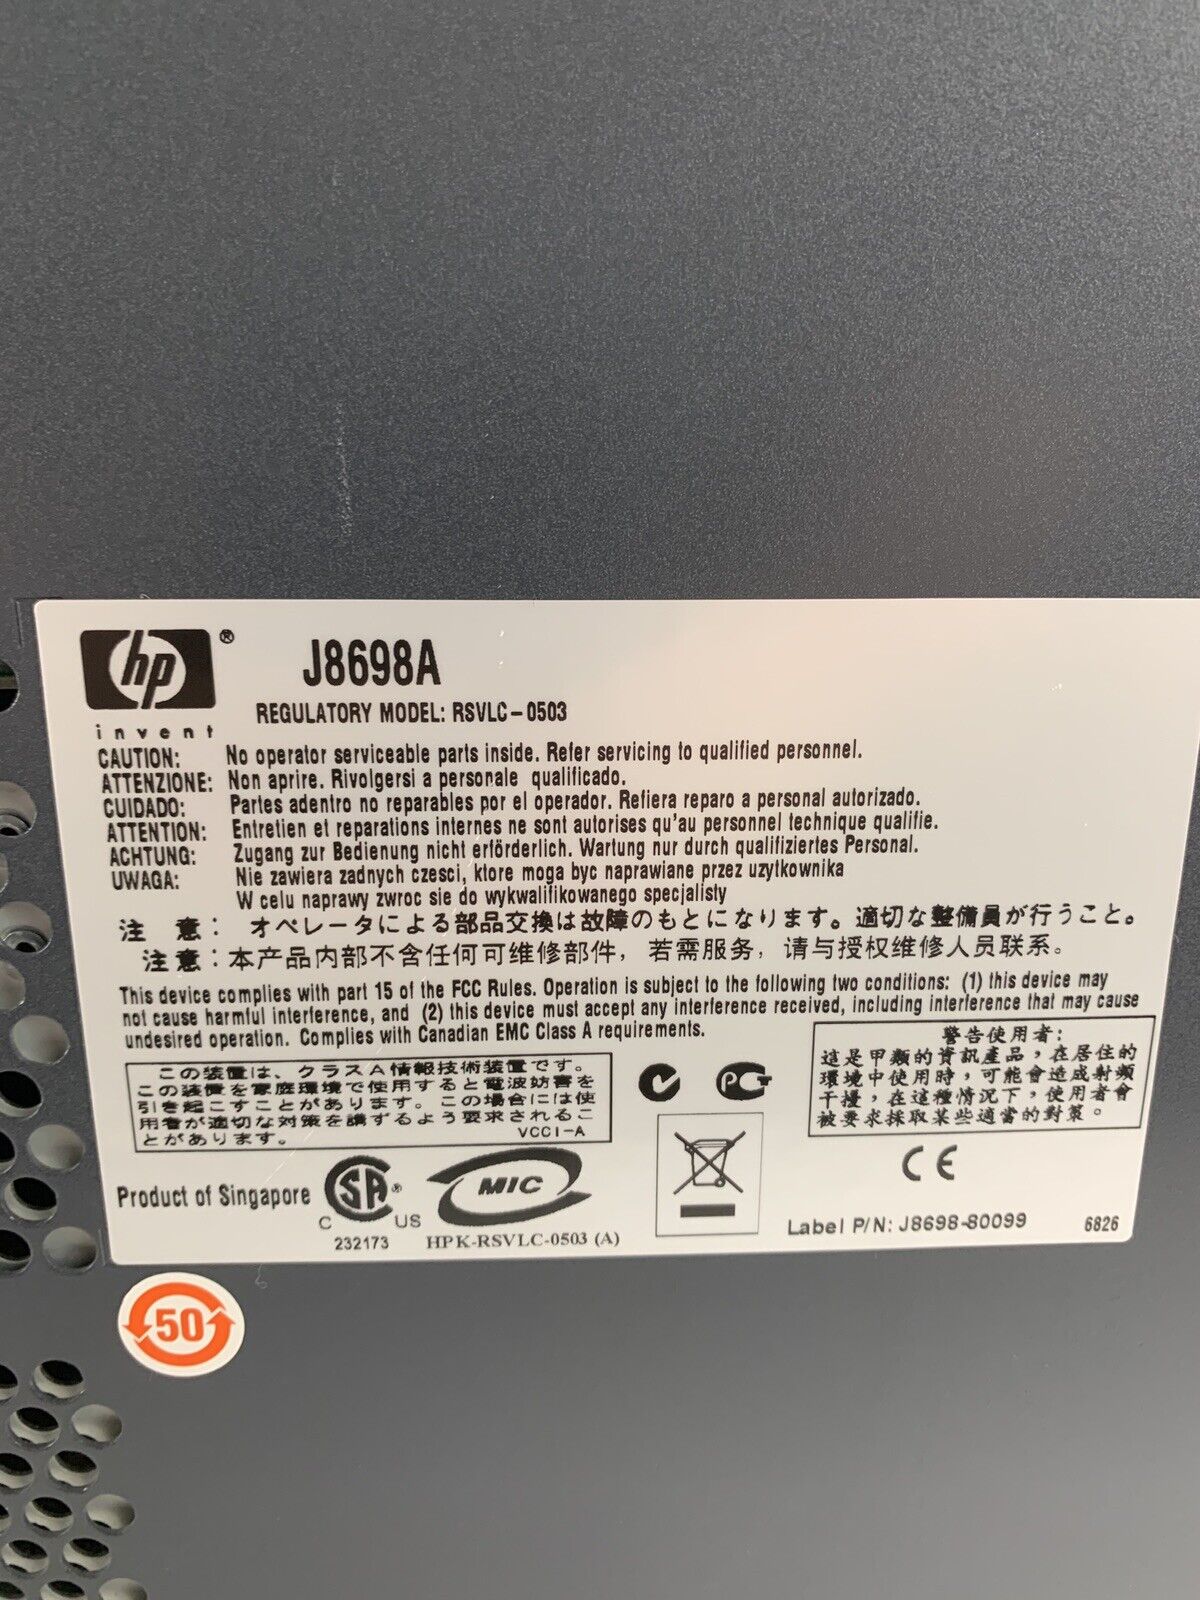 hp ®
invent
J8698A
REGULATORY MODEL: RSVLC-0503
CAUTION: No operator serviceable parts inside. Refer servicing to qualified personnel.
ATTENZIONE: Non aprire. Rivolgersi a personale qualificado.
CUIDADO: Partes adentro no reparables por el operador. Refiera reparo a personal autorizado.
ATTENTION: Entretien et reparations internes ne sont autorises qu'au personnel technique qualifie.
ACHTUNG: Zugang zur Bedienung nicht erförderlich. Wartung nur durch qualifiziertes Personal.
UWAGA: Nie zawiera zadnych czesci, ktore moga byc naprawiane przez uzytkownika
W celu naprawy zwroc sie do wykwalifikowanego specjalisty
注 意: オペレータによる部品交換は故障のもとになります。適切な整備員が行うこと。
注意:本产品内部不含任何可维修部件，若需服务，请与授权维修人员联系。
This device complies with part 15 of the FCC Rules. Operation is subject to the following two conditions: (1) this device may
not cause harmful interference, and (2) this device must accept any interference received, including interference that may cause
undesired operation. Complies with Canadian EMC Class A requirements.
この装置は、クラスA情報技術装置です。
この装置を家庭環境で使用すると電波妨害を
引き起こすことがあります。この場合には使
用者が適切な対策を講ずるよう要求されるこ
とがあります。 VCCI-A
警告使用者:
這是甲類的資訊產品，在居住的
環境中使用時，可能會造成射頻
干擾，在這種情況下，使用者會
被要求採取某些適當的對策。
Product of Singapore
CSA ®
C US
232173
MIC
HPK-RSVLC-0503 (A)
PCT
CE
Label P/N: J8698-80099
6826
50